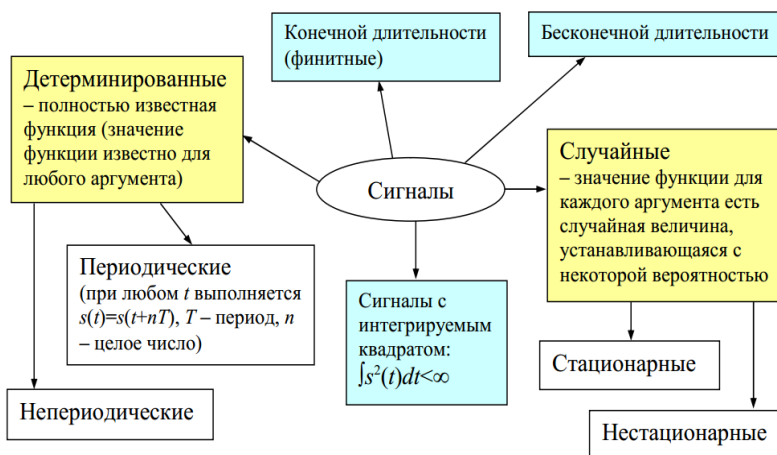 Конечной длительности
(финитные)
Бесконечной длительности
Детерминированные
– полностью известная
функция (значение
функции известно для
любого аргумента)
Сигналы
Случайные
– значение функции для
каждого аргумента есть
случайная величина,
устанавливающаяся с
некоторой вероятностью
Периодические
(при любом t выполняется
s(t)=s(t+nT), T – период, n
– целое число)
Сигналы с
интегрируемым
квадратом:
∫s²(t)dt<∞
Стационарные
Непериодические
Нестационарные